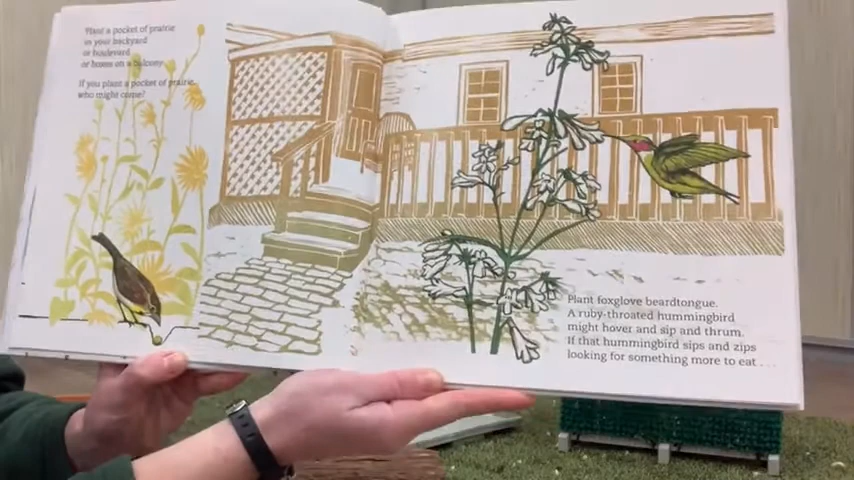 Plant a pocket of prairie
in your backyard
or boulevard
or boxes on a balcony.
If you plant a pocket of prairie,
who might come?
Plant foxglove beardtongue.
A ruby-throated hummingbird
might hover and sip and thrum.
If that hummingbird sips and zips
looking for something more to eat . . .